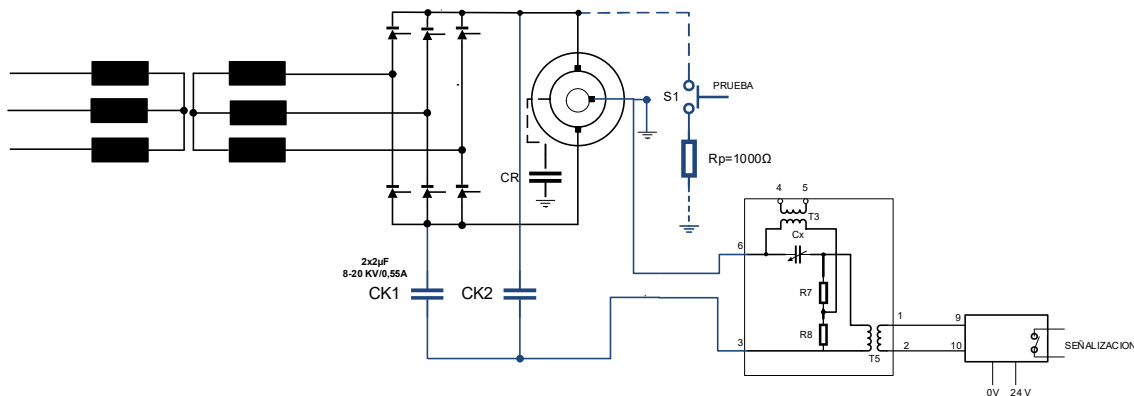 S1
PRUEBA
Rp=1000Ω
CR
4 5
T3
Cx
6
R7
R8
3
T5
1
2
9
10
SEÑALIZACION
0V 24 V
2x2µF
8-20 KV/0,55A
CK1
CK2